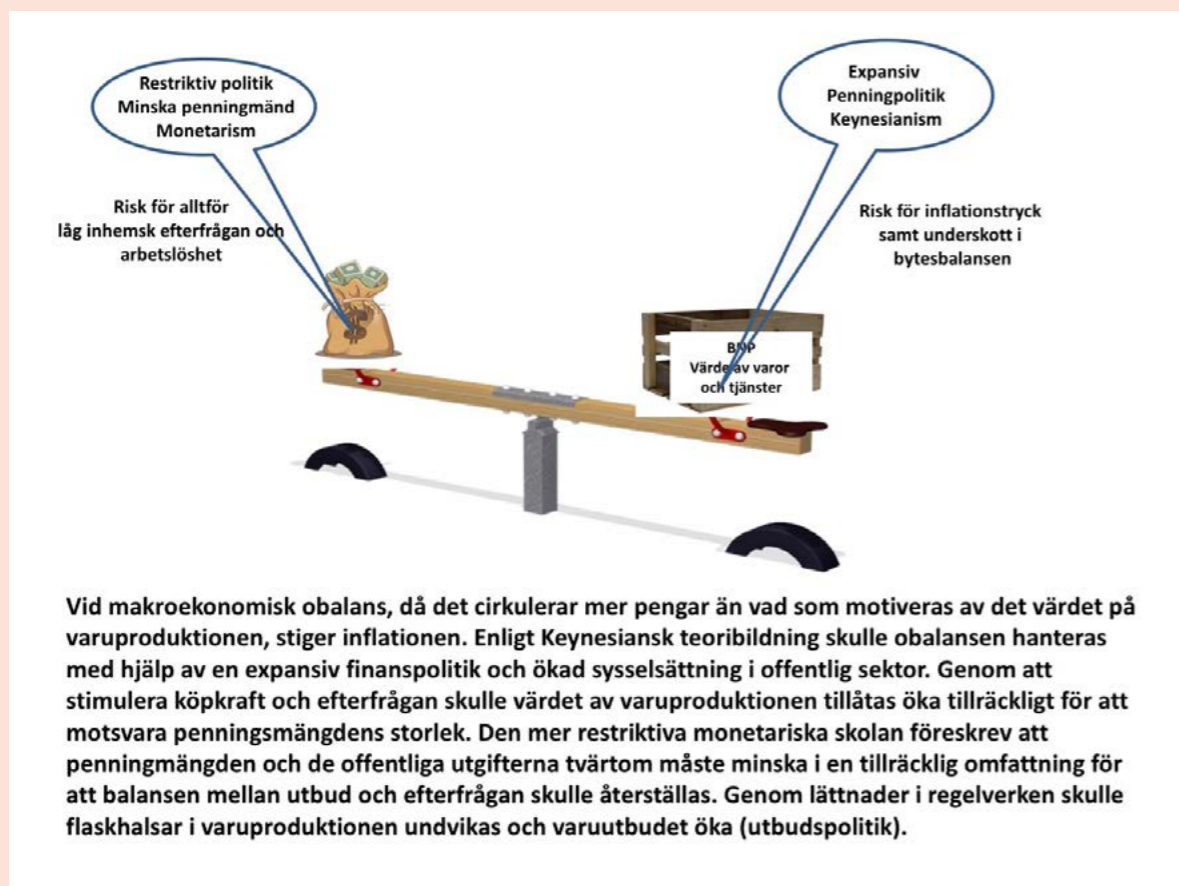 Restriktiv politik
Minska penningmänd
Monetarism
Expansiv
Penningpolitik
Keynesianism
Risk för alltför
låg inhemsk efterfrågan och
arbetslöshet
Risk för inflationstryck
samt underskott i
bytesbalansen
$
BNP
Värde av varor
och tjänster
Vid makroekonomisk obalans, då det cirkulerar mer pengar än vad som motiveras av det värdet på
varuproduktionen, stiger inflationen. Enligt Keynesiansk teoribildning skulle obalansen hanteras
med hjälp av en expansiv finanspolitik och ökad sysselsättning i offentlig sektor. Genom att
stimulera köpkraft och efterfrågan skulle värdet av varuproduktionen tillåtas öka tillräckligt för att
motsvara penningsmängdens storlek. Den mer restriktiva monetariska skolan föreskrev att
penningmängden och de offentliga utgifterna tvärtom måste minska i en tillräcklig omfattning för
att balansen mellan utbud och efterfrågan skulle återställas. Genom lättnader i regelverken skulle
flaskhalsar i varuproduktionen undvikas och varuutbudet öka (utbudspolitik).